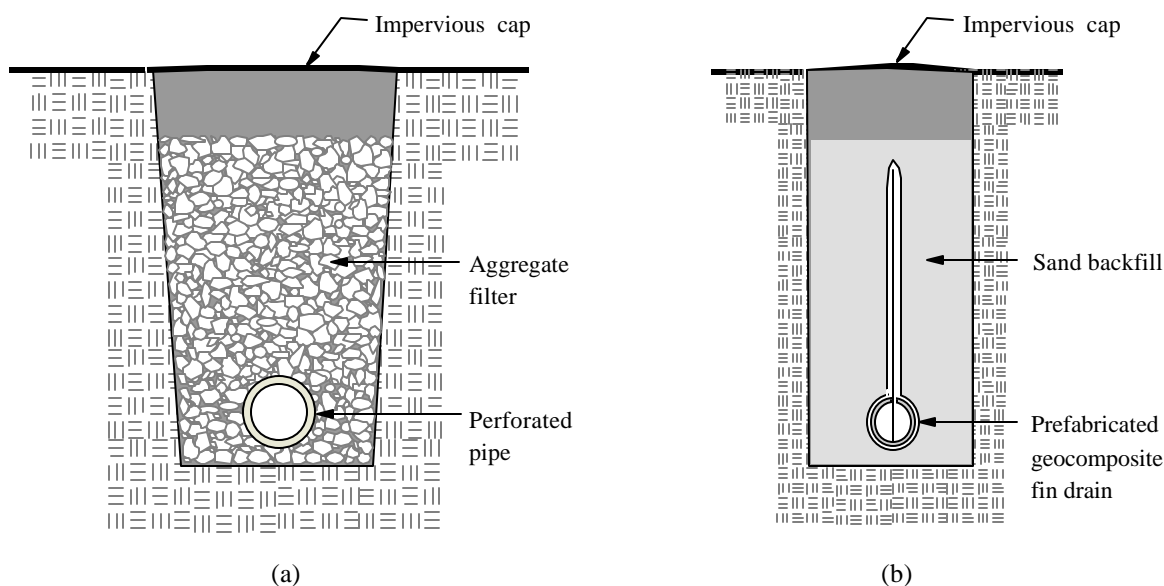 Impervious cap
Aggregate
filter
Perforated
pipe
(a)
Impervious cap
Sand backfill
Prefabricated
geocomposite
fin drain
(b)